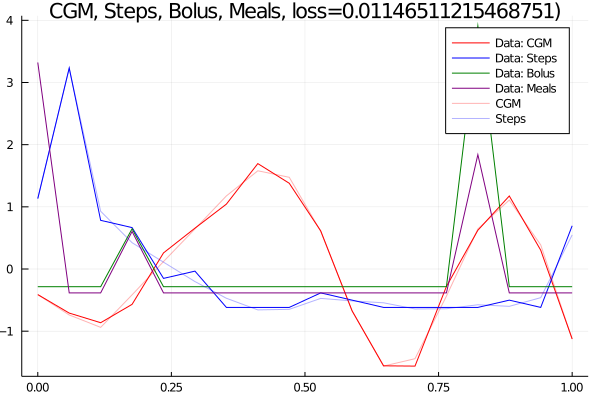 CGM, Steps, Bolus, Meals, loss=0.01146511215468751)
4
3
2
1
0
−1
0.00
0.25
0.50
0.75
1.00
Data: CGM
Data: Steps
Data: Bolus
Data: Meals
CGM
Steps